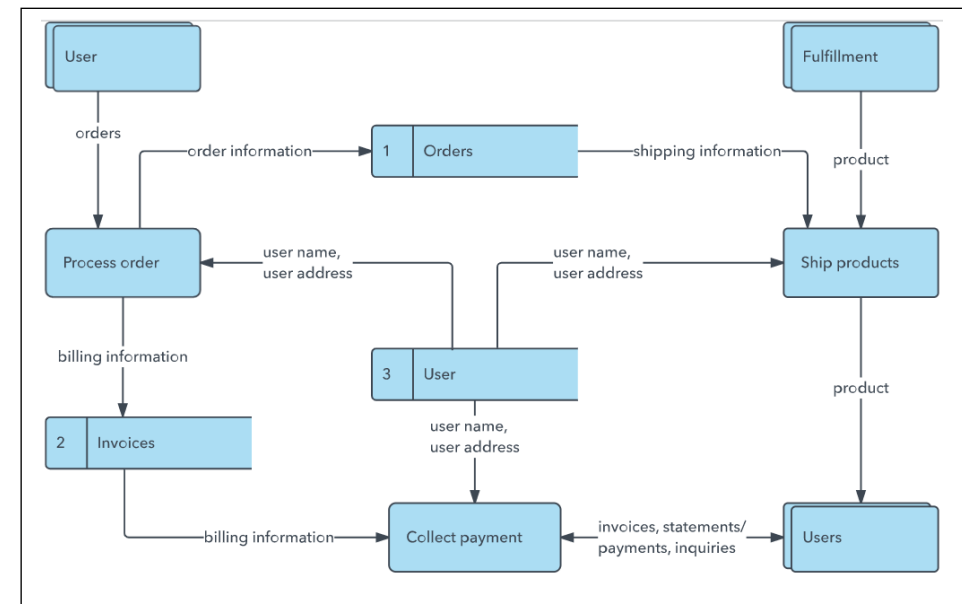 User
Fulfillment
orders
order information
1
Orders
shipping information
product
Process order
user name,
user address
user name,
user address
Ship products
billing information
3
User
product
2
Invoices
user name,
user address
billing information
Collect payment
invoices, statements/
payments, inquiries
Users